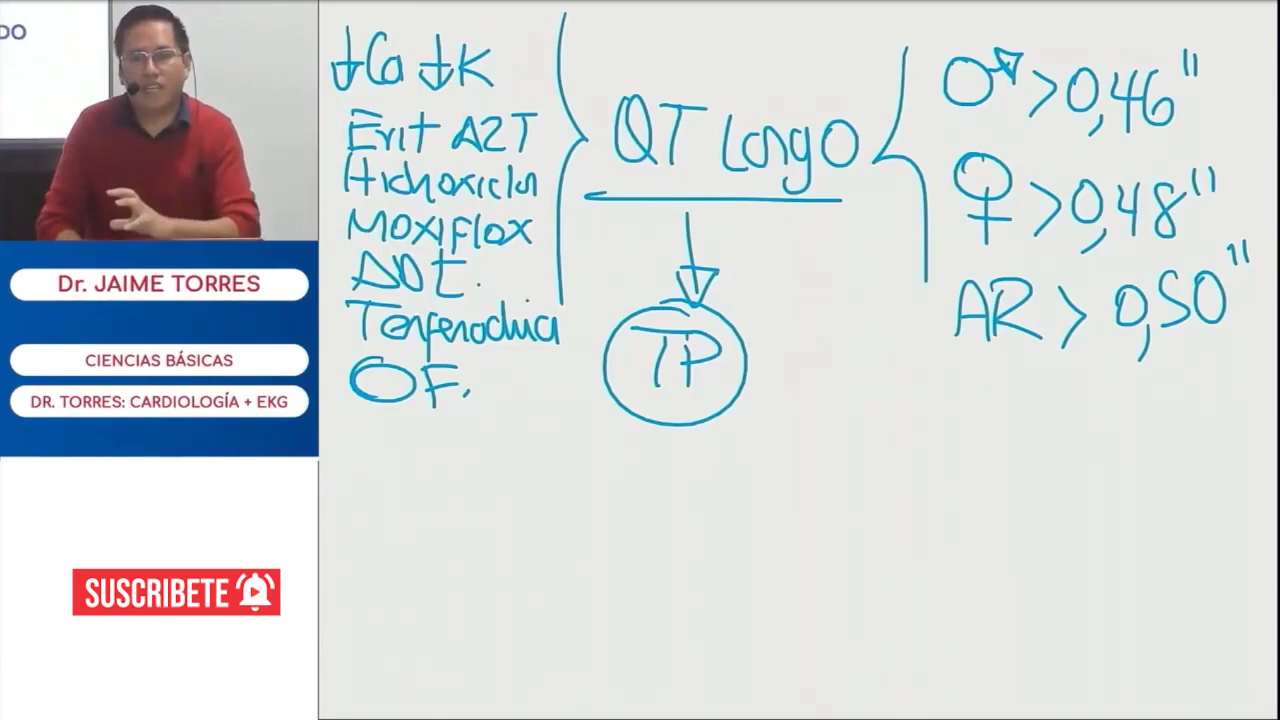 DO
Dr. JAIME TORRES
CIENCIAS BÁSICAS
DR. TORRES: CARDIOLOGÍA + EKG
SUSCRIBETE
↓Ca ↓K
Erit AZT
Moxiflox
ADT.
Terfenadina
OF.
QT Largo
TP
♂ > 0,46"
♀ > 0,48"
AR > 0,50"